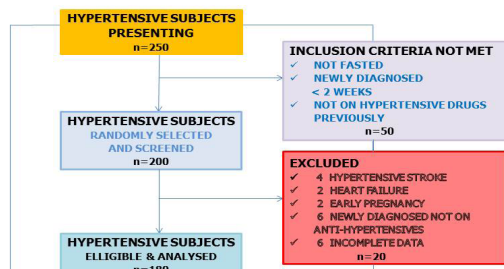 HYPERTENSIVE SUBJECTS
PRESENTING
n=250
INCLUSION CRITERIA NOT MET
✓ NOT FASTED
✓ NEWLY DIAGNOSED
< 2 WEEKS
✓ NOT ON HYPERTENSIVE DRUGS
PREVIOUSLY
n=50
HYPERTENSIVE SUBJECTS
RANDOMLY SELECTED
AND SCREENED
n=200
EXCLUDED
✓ 4 HYPERTENSIVE STROKE
✓ 2 HEART FAILURE
✓ 2 EARLY PREGNANCY
✓ 6 NEWLY DIAGNOSED NOT ON
ANTI-HYPERTENSIVES
✓ 6 INCOMPLETE DATA
n=20
HYPERTENSIVE SUBJECTS
ELLIGIBLE & ANALYSED
n=180